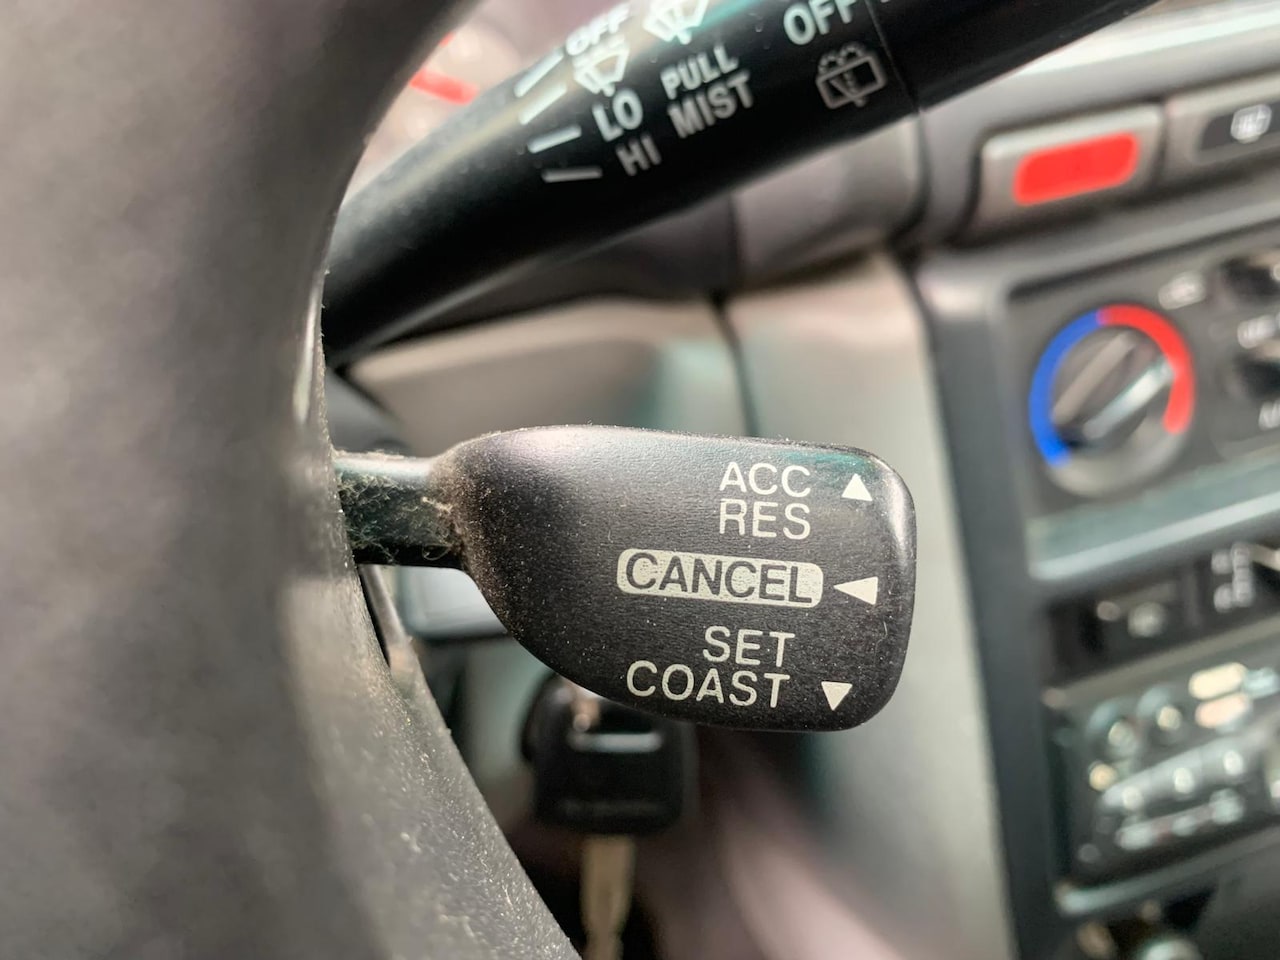 OFF
LO
HI
PULL
MIST
OFF
ACC
RES
CANCEL
SET
COAST